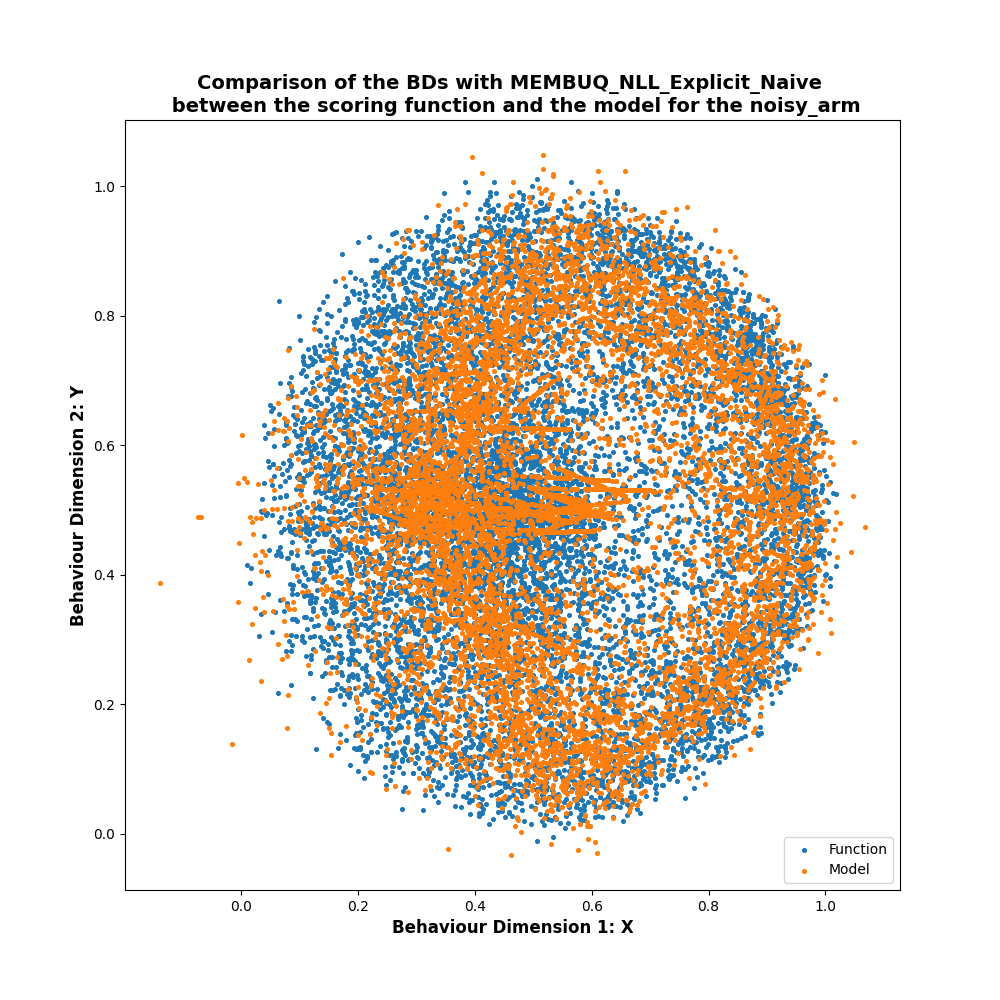 Comparison of the BDs with MEMBUQ_NLL_Explicit_Naive
between the scoring function and the model for the noisy_arm
1.0
0.8
0.6
0.4
0.2
0.0
Behaviour Dimension 2: Y
Function
Model
0.0 0.2 0.4 0.6 0.8 1.0
Behaviour Dimension 1: X